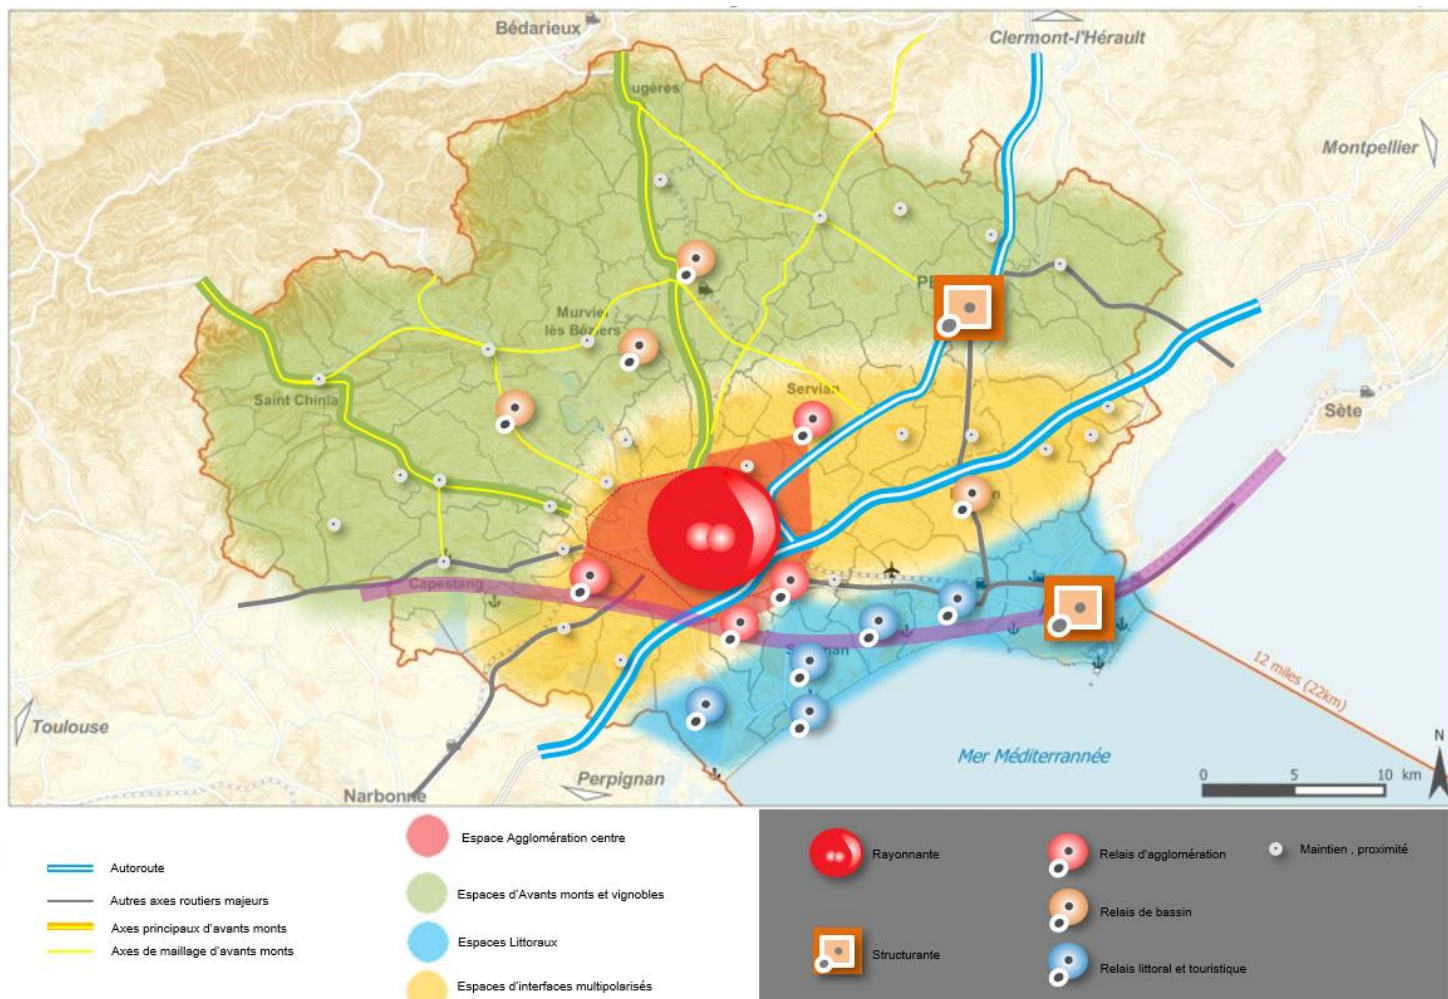 Bédarieux
Clermont-l'Hérault
ugères
Montpellier
PE
Murviel
lès Béziers
Servian
Saint Chinia
Sète
Capestang
12 miles (22km)
Toulouse
Mer Méditerrannée
N
Perpignan
0 5 10 km
Narbonne
Autoroute
Autres axes routiers majeurs
Axes principaux d'avants monts
Axes de maillage d'avants monts
Espace Agglomération centre
Espaces d'Avants monts et vignobles
Espaces Littoraux
Espaces d'interfaces multipolarisés
Rayonnante
Structurante
Relais d'agglomération
Relais de bassin
Relais littoral et touristique
Maintien , proximité